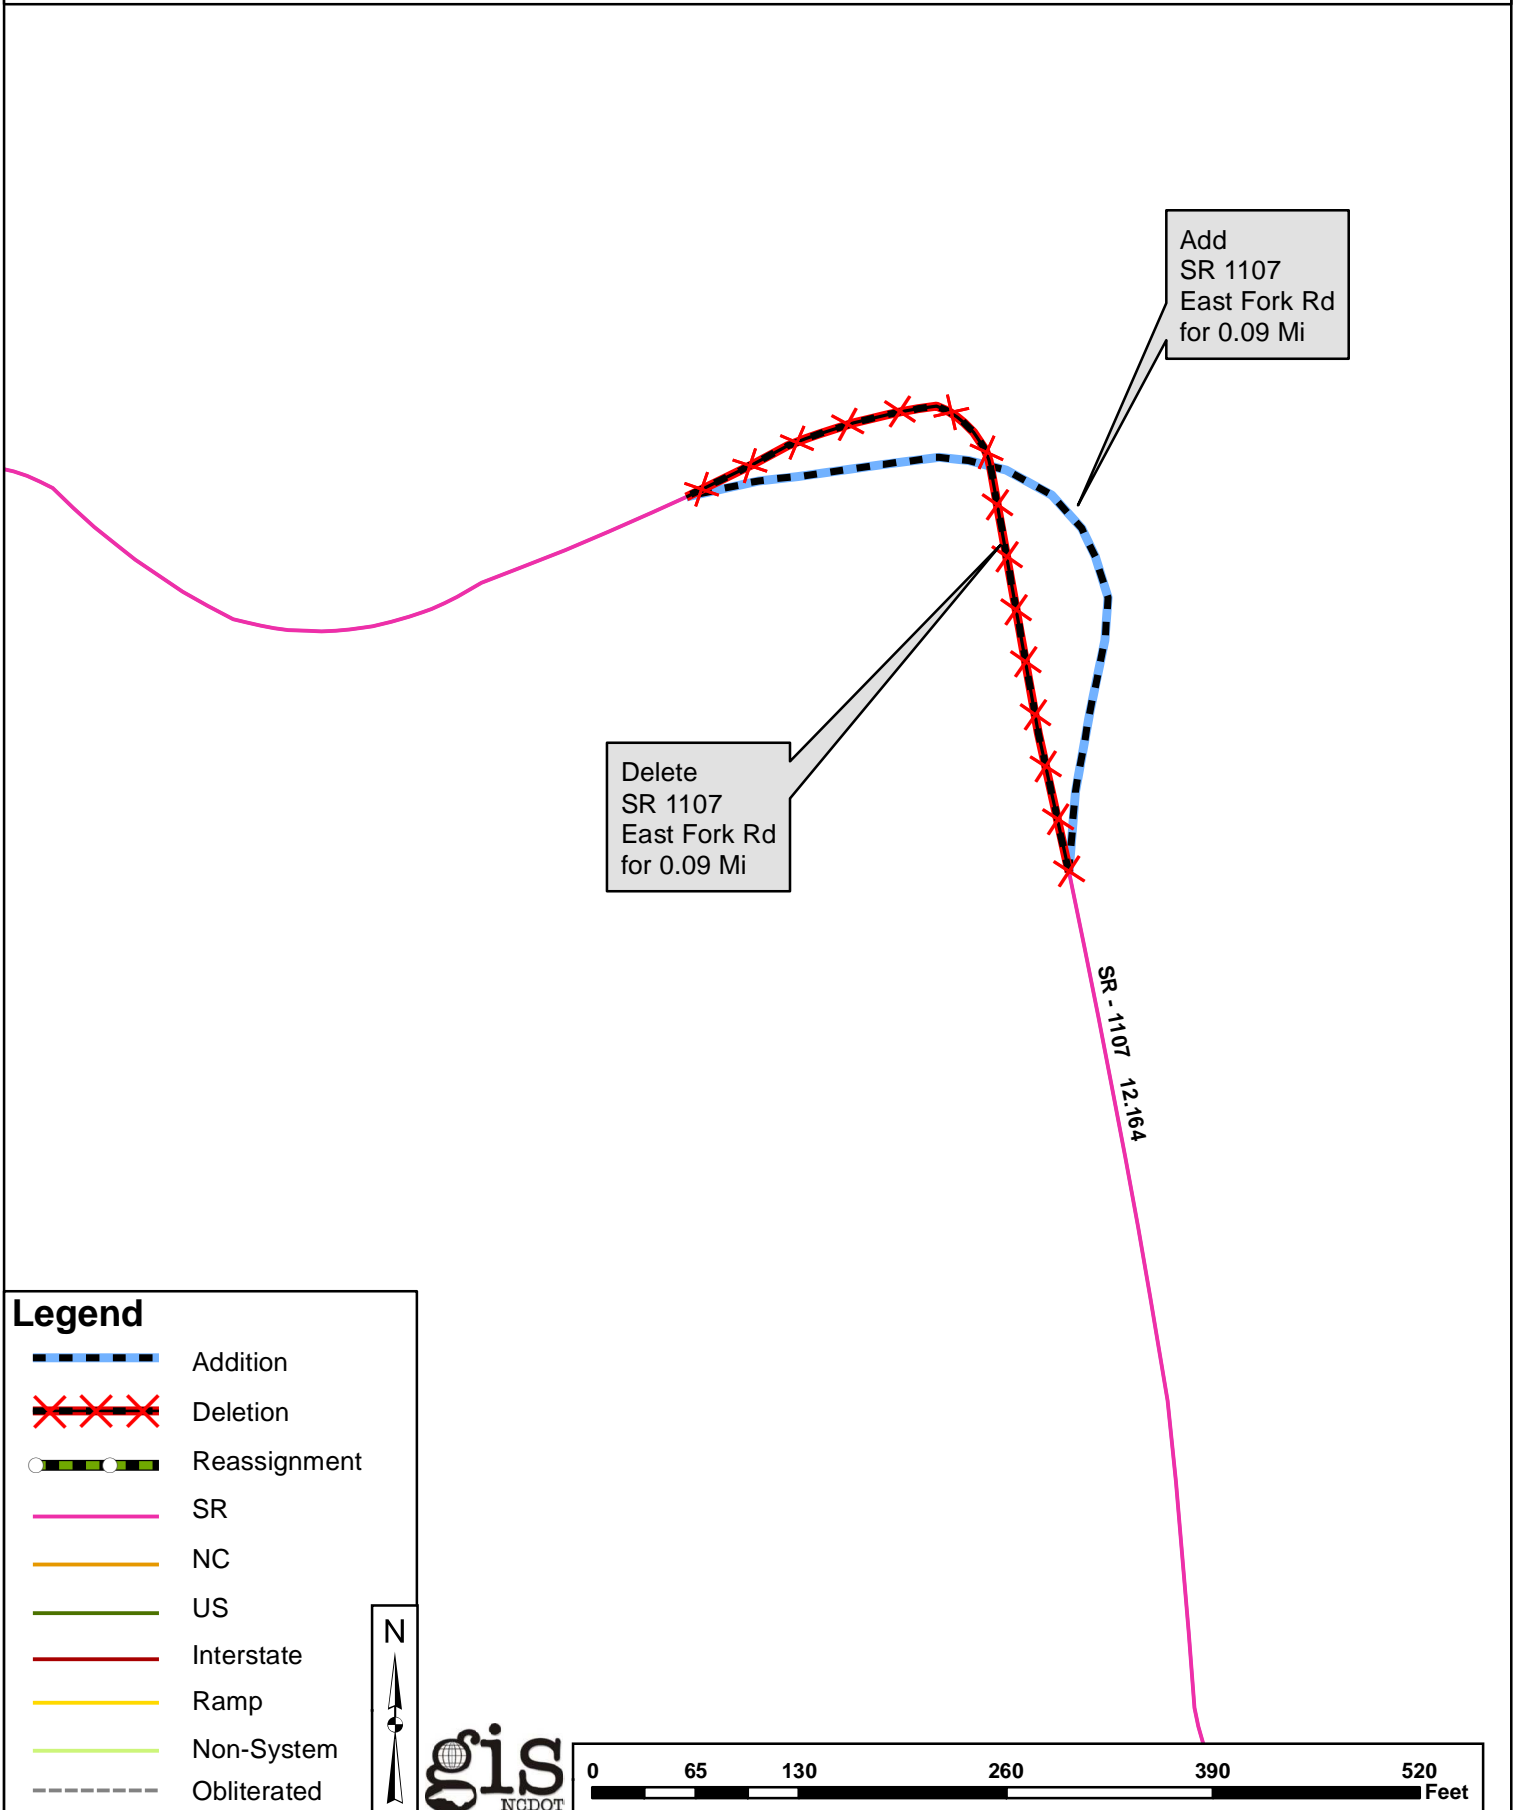 Add
SR 1107
East Fork Rd
for 0.09 Mi
Delete
SR 1107
East Fork Rd
for 0.09 Mi
SR - 1107 12.164
Legend
Addition
Deletion
Reassignment
SR
NC
US
Interstate
Ramp
Non-System
Obliterated
N
gis
NCDOT
0 65 130 260 390 520
Feet